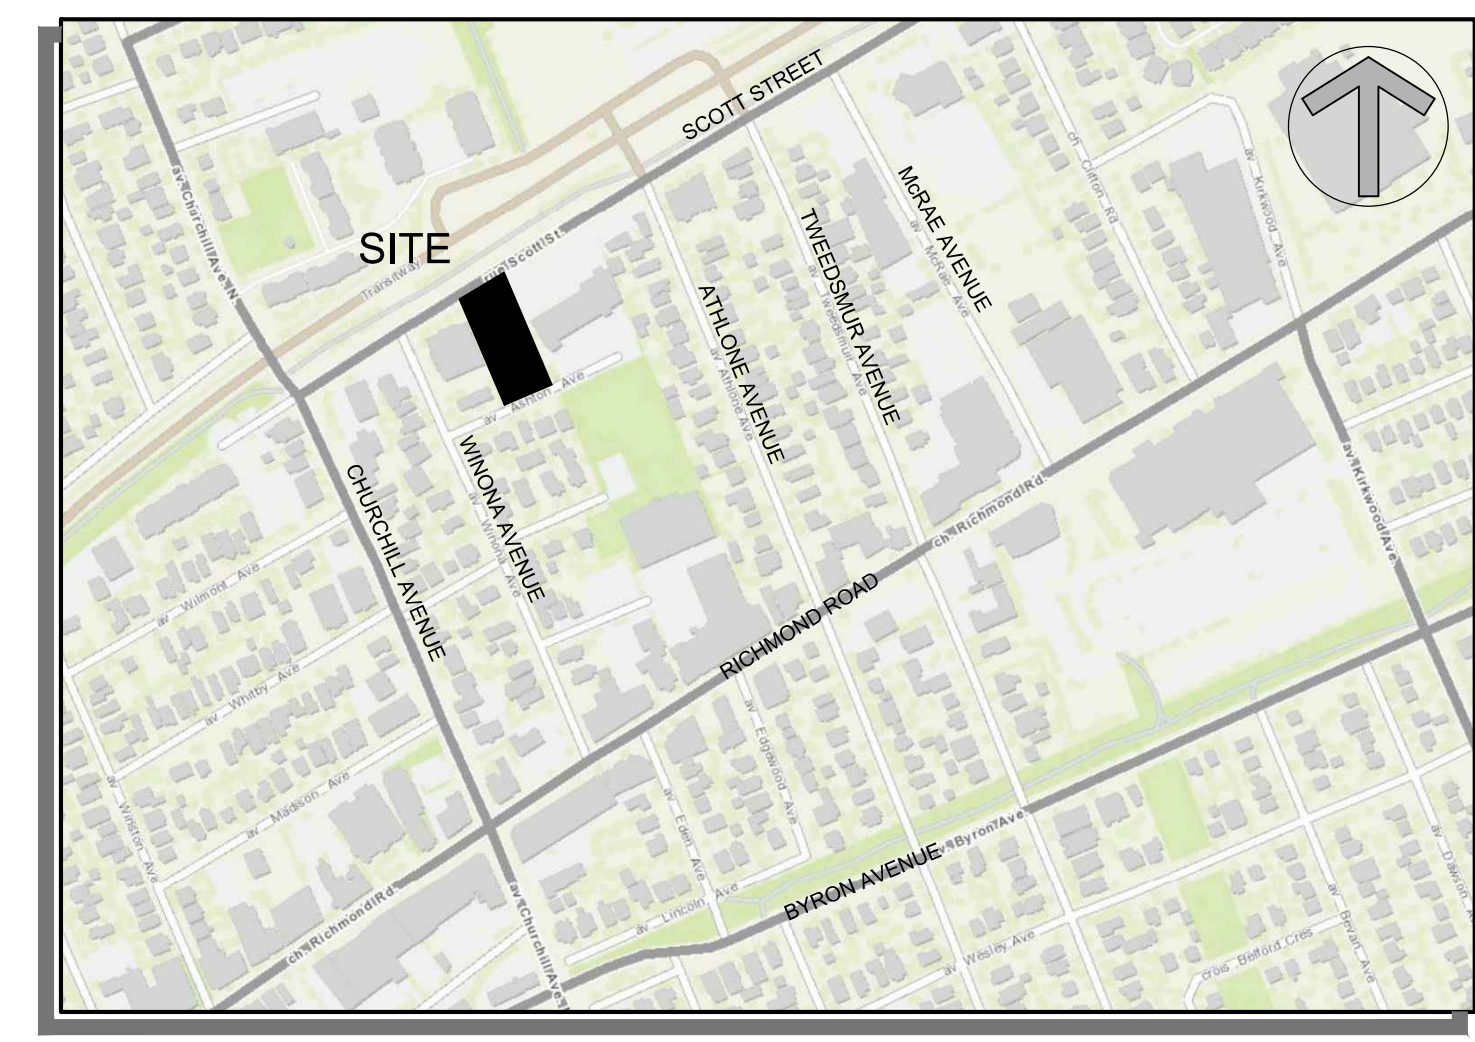 SCOTT STREET
SITE
Transitway
rue Scott St.
av. Churchill Ave N
ch Clifton Rd
av Kirkwood Ave
McRAE AVENUE
av McRae Ave
TWEEDSMUR AVENUE
av Tweedsmuir Ave
ATHLONE AVENUE
av Athlone Ave
av Ashton Ave
WINONA AVENUE
av Winona Ave
CHURCHILL AVENUE
ch. Richmond Rd.
av. Kirkwood Ave.
av Wilmont Ave
RICHMOND ROAD
av Whitby Ave
av Edgewood Ave
av Madison Ave
av Winston Ave
av Eden Ave
av. Byron Ave.
BYRON AVENUE
av Lincoln Ave
ch. Richmond Rd.
av. Churchill Ave.
av Wesley Ave
crois Belford Cres
av Bevan Ave
av Dawson